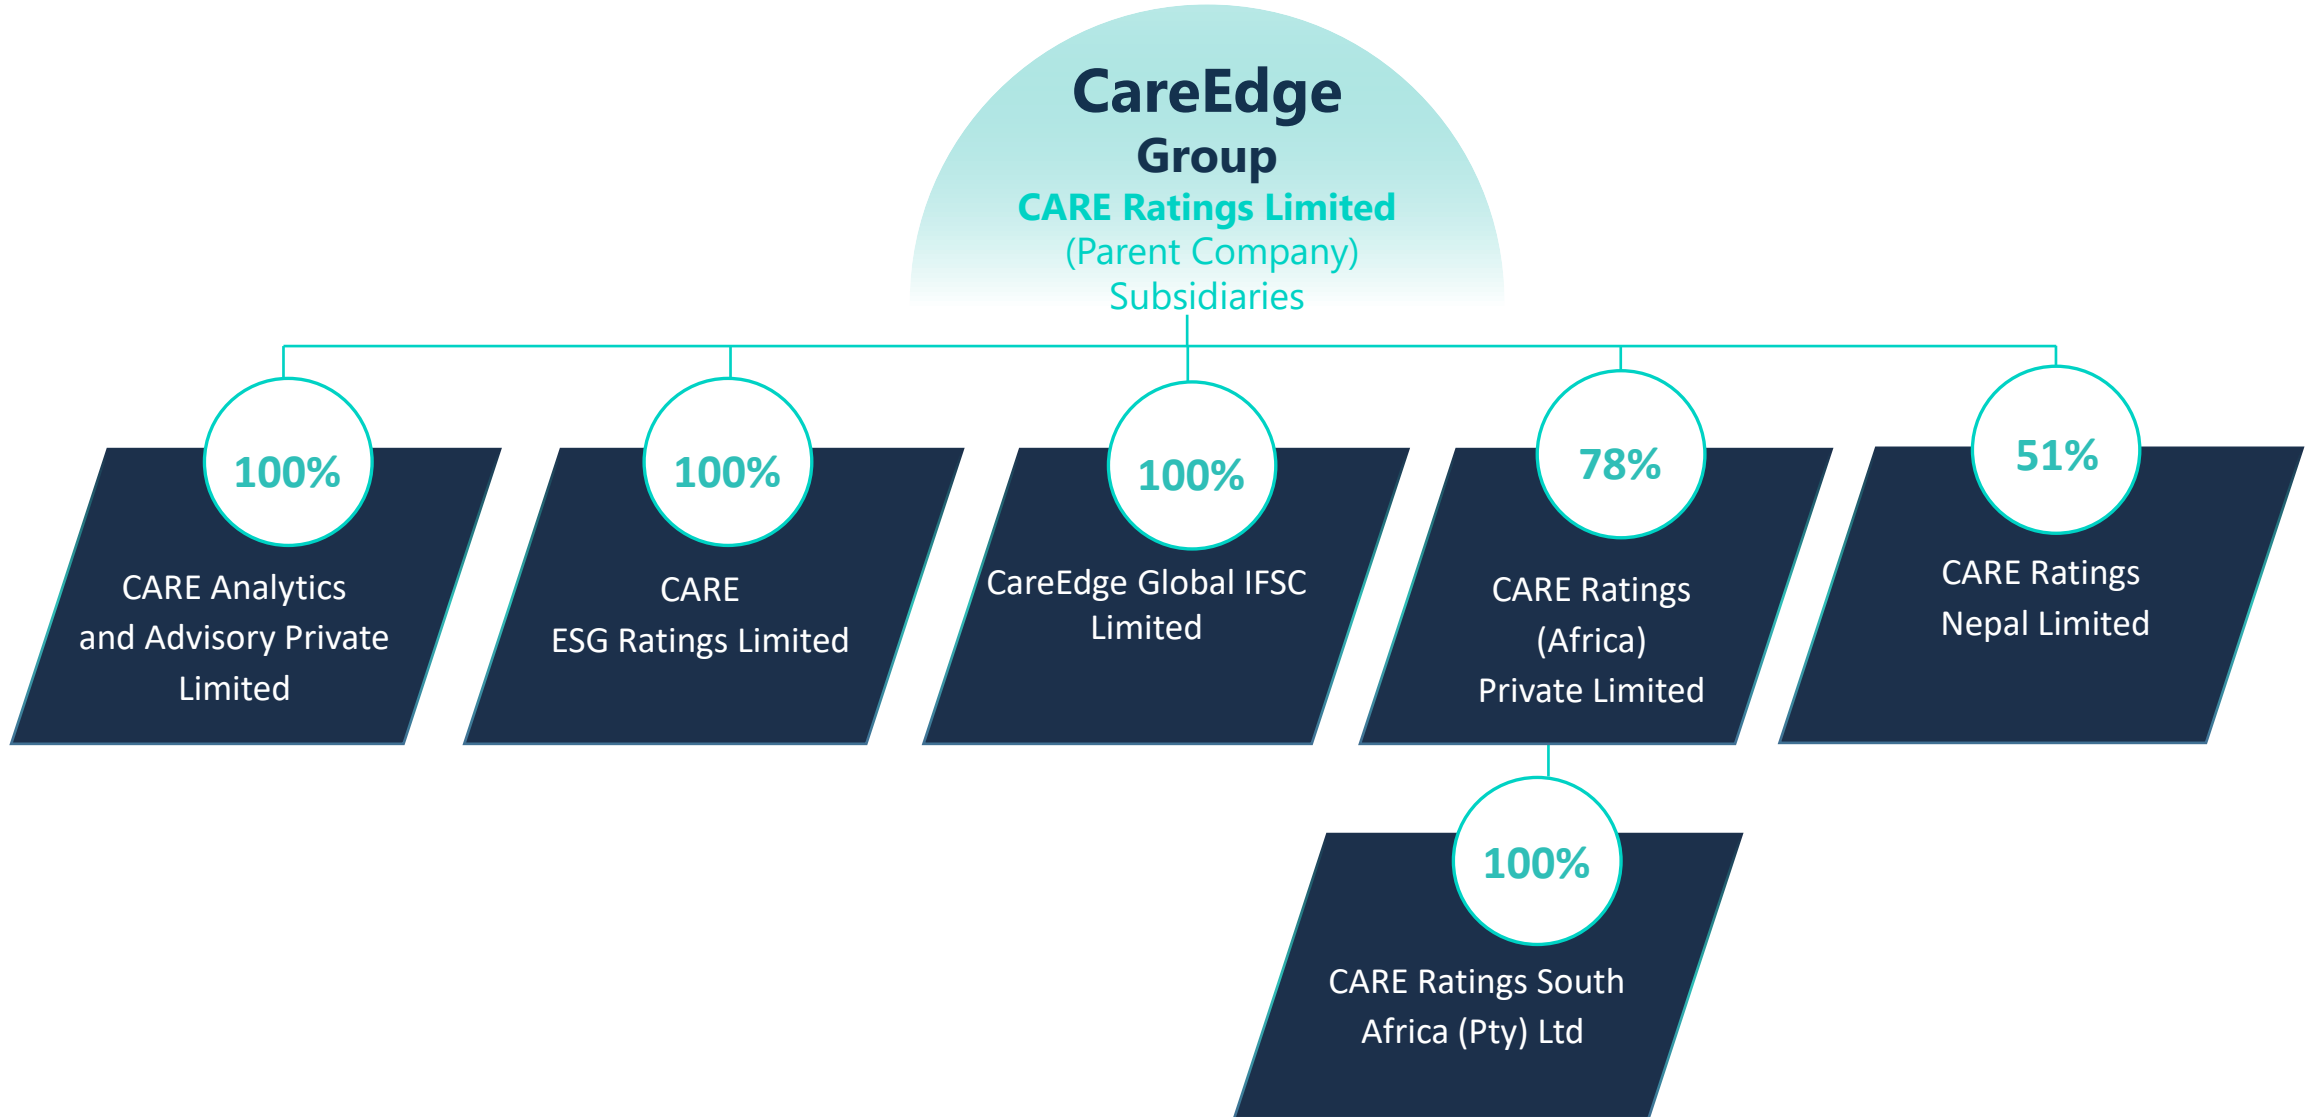 CareEdge
Group
CARE Ratings Limited
(Parent Company)
Subsidiaries
100%
CARE Analytics
and Advisory Private
Limited
100%
CARE
ESG Ratings Limited
100%
CareEdge Global IFSC
Limited
78%
CARE Ratings
(Africa)
Private Limited
51%
CARE Ratings
Nepal Limited
100%
CARE Ratings South
Africa (Pty) Ltd